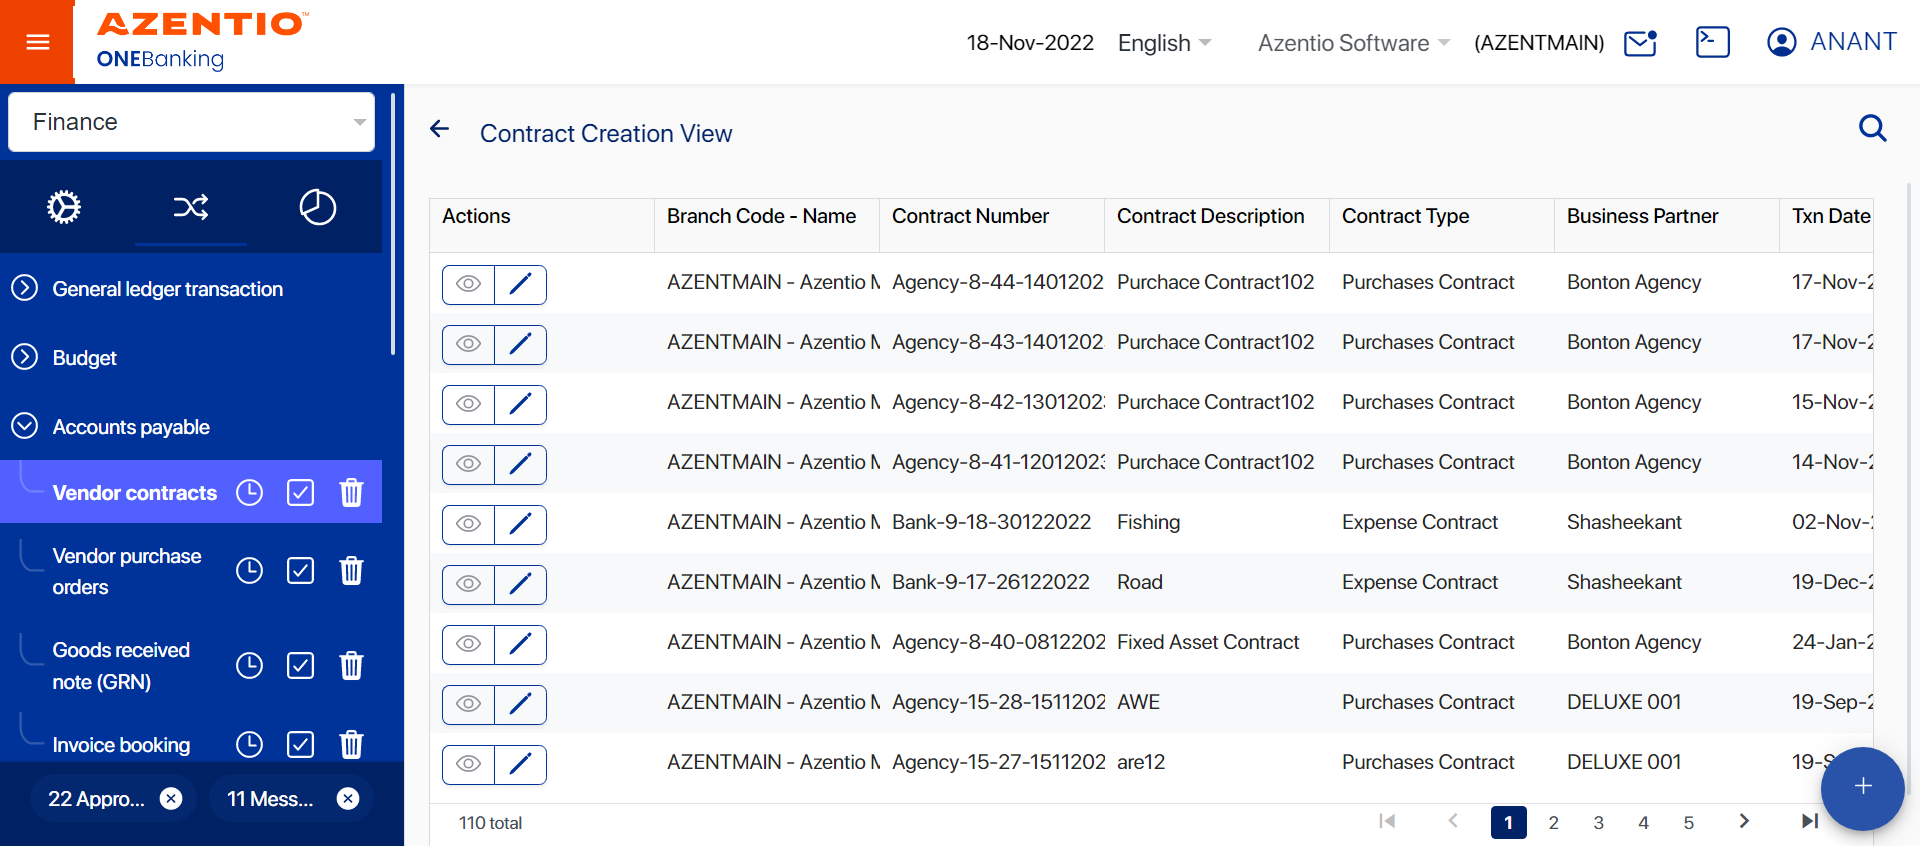 AZENTIO™
ONEBanking
18-Nov-2022 English Azentio Software (AZENTMAIN) ANANT
Finance
General ledger transaction
Budget
Accounts payable
Vendor contracts
Vendor purchase
orders
Goods received
note (GRN)
Invoice booking
22 Appro...
11 Mess...
Contract Creation View
Actions Branch Code - Name Contract Number Contract Description Contract Type Business Partner Txn Date
AZENTMAIN - Azentio M Agency-8-44-1401202 Purchace Contract102 Purchases Contract Bonton Agency 17-Nov-2
AZENTMAIN - Azentio M Agency-8-43-1401202 Purchace Contract102 Purchases Contract Bonton Agency 17-Nov-2
AZENTMAIN - Azentio M Agency-8-42-1301202 Purchace Contract102 Purchases Contract Bonton Agency 15-Nov-2
AZENTMAIN - Azentio M Agency-8-41-12012023 Purchace Contract102 Purchases Contract Bonton Agency 14-Nov-2
AZENTMAIN - Azentio M Bank-9-18-30122022 Fishing Expense Contract Shasheekant 02-Nov-
AZENTMAIN - Azentio M Bank-9-17-26122022 Road Expense Contract Shasheekant 19-Dec-2
AZENTMAIN - Azentio M Agency-8-40-0812202 Fixed Asset Contract Purchases Contract Bonton Agency 24-Jan-2
AZENTMAIN - Azentio M Agency-15-28-1511202 AWE Purchases Contract DELUXE 001 19-Sep-2
AZENTMAIN - Azentio M Agency-15-27-1511202 are12 Purchases Contract DELUXE 001 19-S
110 total 1 2 3 4 5